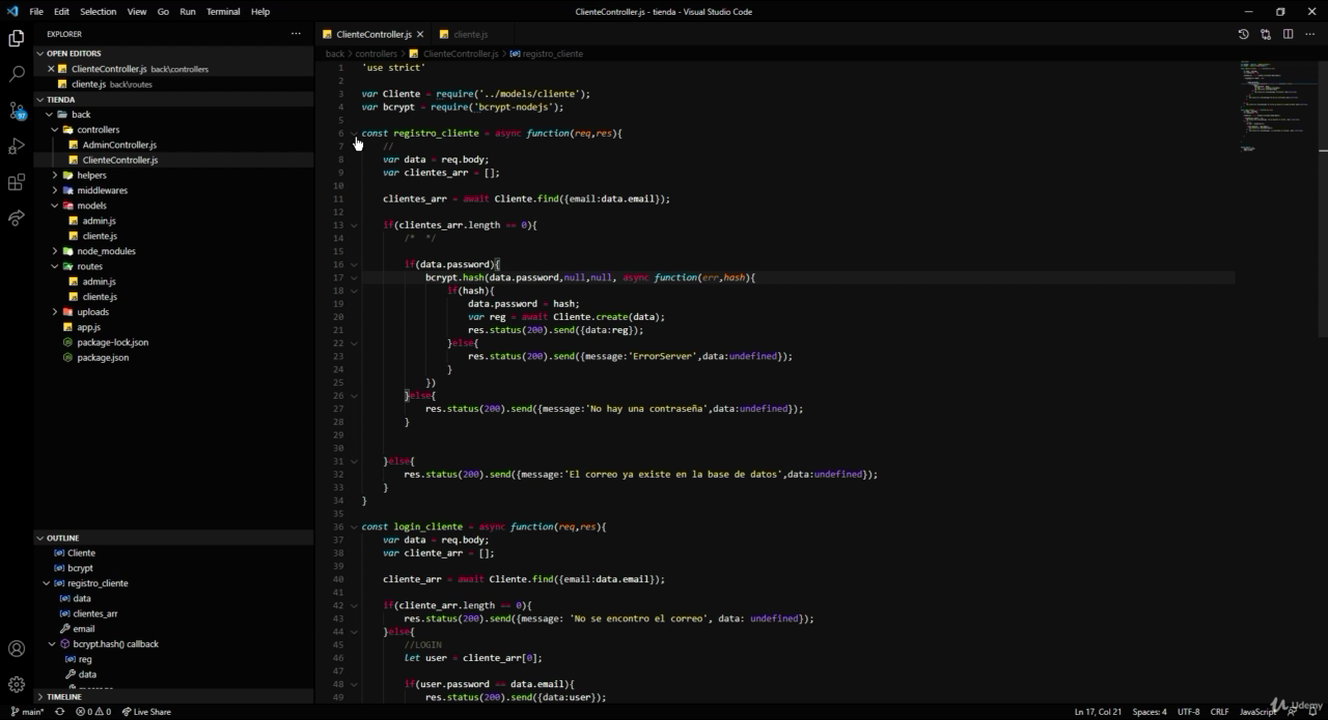 File Edit Selection View Go Run Terminal Help
ClienteController.js - tienda - Visual Studio Code
EXPLORER
OPEN EDITORS
ClienteController.js back\controllers
cliente.js back\routes
TIENDA
back
controllers
AdminController.js
ClienteController.js
helpers
middlewares
models
admin.js
cliente.js
node_modules
routes
admin.js
cliente.js
uploads
app.js
package-lock.json
package.json
OUTLINE
Cliente
bcrypt
registro_cliente
data
clientes_arr
email
bcrypt.hash() callback
reg
data
TIMELINE
ClienteController.js
cliente.js
back > controllers > ClienteController.js > registro_cliente
1 'use strict'
2
3 var Cliente = require('../models/cliente');
4 var bcrypt = require('bcrypt-nodejs');
5
6 const registro_cliente = async function(req,res){
7 //
8 var data = req.body;
9 var clientes_arr = [];
10
11 clientes_arr = await Cliente.find({email:data.email});
12
13 if(clientes_arr.length == 0){
14 /* */
15
16 if(data.password){
17 bcrypt.hash(data.password,null,null, async function(err,hash){
18 if(hash){
19 data.password = hash;
20 var reg = await Cliente.create(data);
21 res.status(200).send({data:reg});
22 }else{
23 res.status(200).send({message:'ErrorServer',data:undefined});
24 }
25 })
26 }else{
27 res.status(200).send({message:'No hay una contraseña',data:undefined});
28 }
29
30
31 }else{
32 res.status(200).send({message:'El correo ya existe en la base de datos',data:undefined});
33 }
34 }
35
36 const login_cliente = async function(req,res){
37 var data = req.body;
38 var cliente_arr = [];
39
40 cliente_arr = await Cliente.find({email:data.email});
41
42 if(cliente_arr.length == 0){
43 res.status(200).send({message: 'No se encontro el correo', data: undefined});
44 }else{
45 //LOGIN
46 let user = cliente_arr[0];
47
48 if(user.password == data.email){
49 res.status(200).send({data:user});
97
main* 0 0 Live Share
Ln 17, Col 21 Spaces: 4 UTF-8 CRLF JavaScript
Udemy